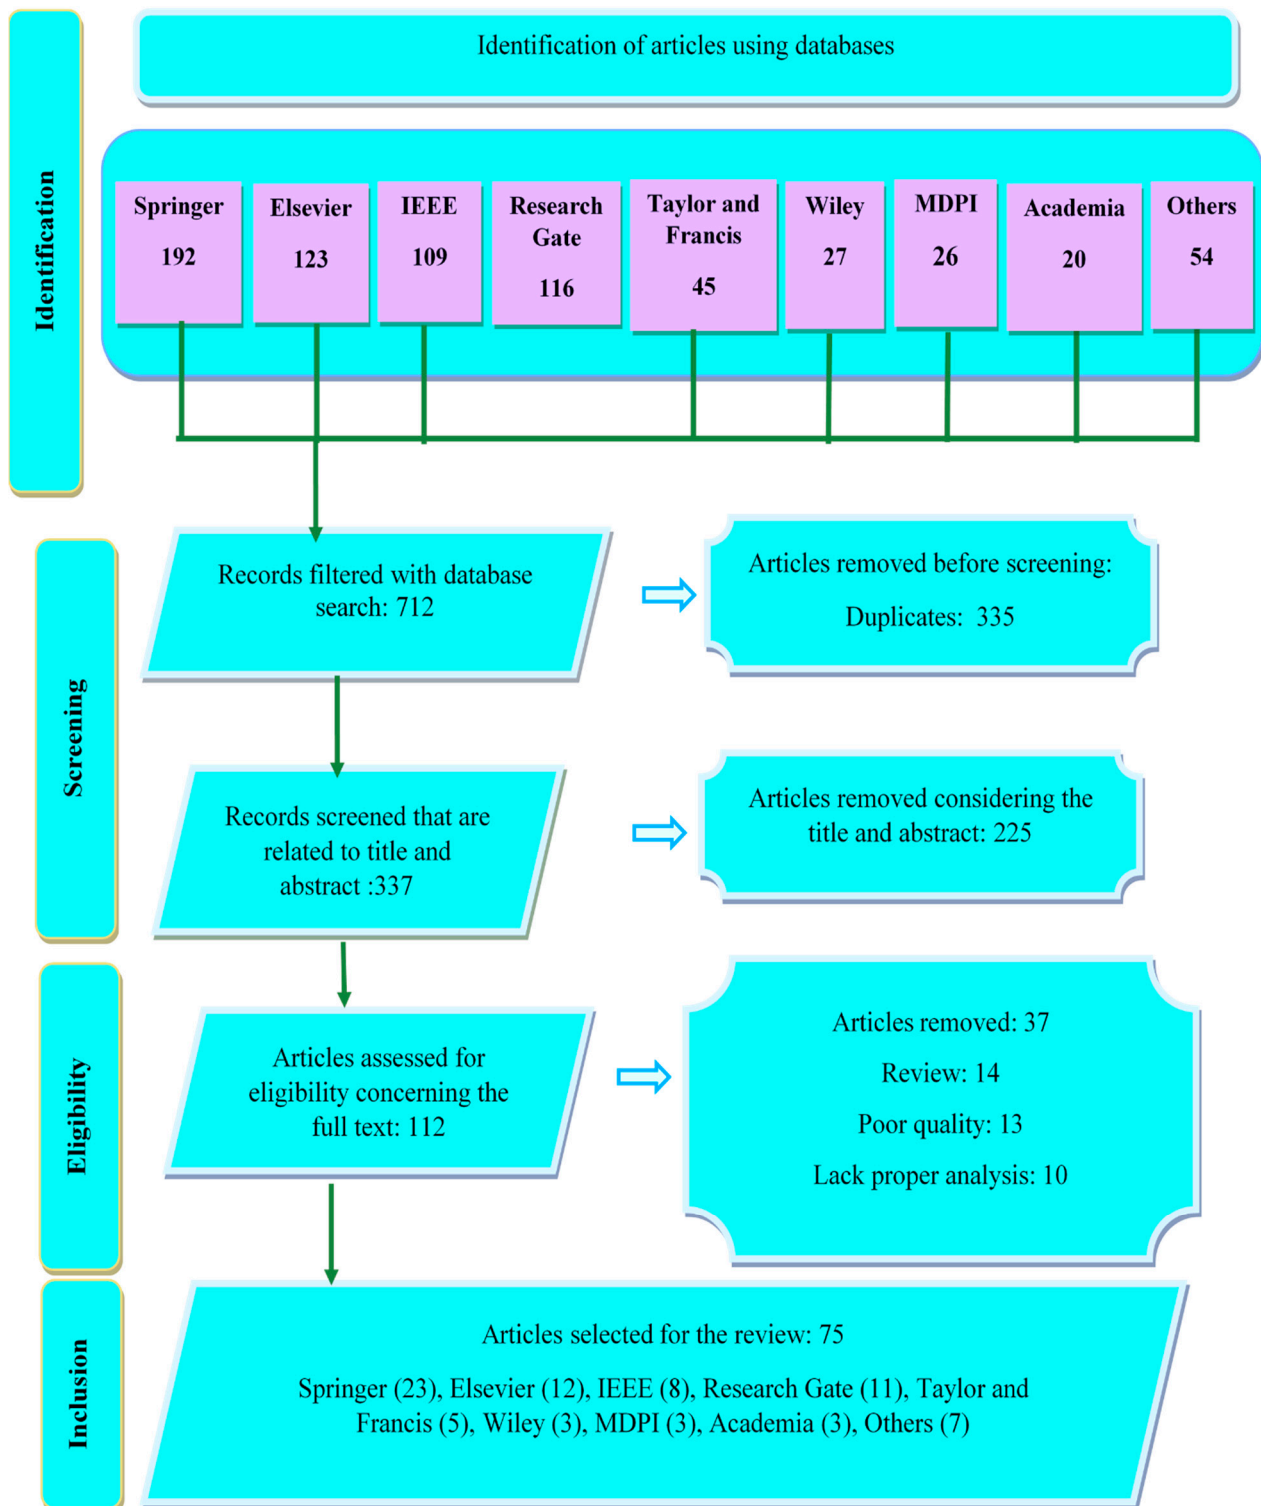 Identification
Identification of articles using databases
Springer
192
Elsevier
123
IEEE
109
Research
Gate
116
Taylor and
Francis
45
Wiley
27
MDPI
26
Academia
20
Others
54
Screening
Records filtered with database
search: 712
Articles removed before screening:
Duplicates: 335
Records screened that are
related to title and
abstract :337
Articles removed considering the
title and abstract: 225
Eligibility
Articles assessed for
eligibility concerning the
full text: 112
Articles removed: 37
Review: 14
Poor quality: 13
Lack proper analysis: 10
Inclusion
Articles selected for the review: 75
Springer (23), Elsevier (12), IEEE (8), Research Gate (11), Taylor and
Francis (5), Wiley (3), MDPI (3), Academia (3), Others (7)